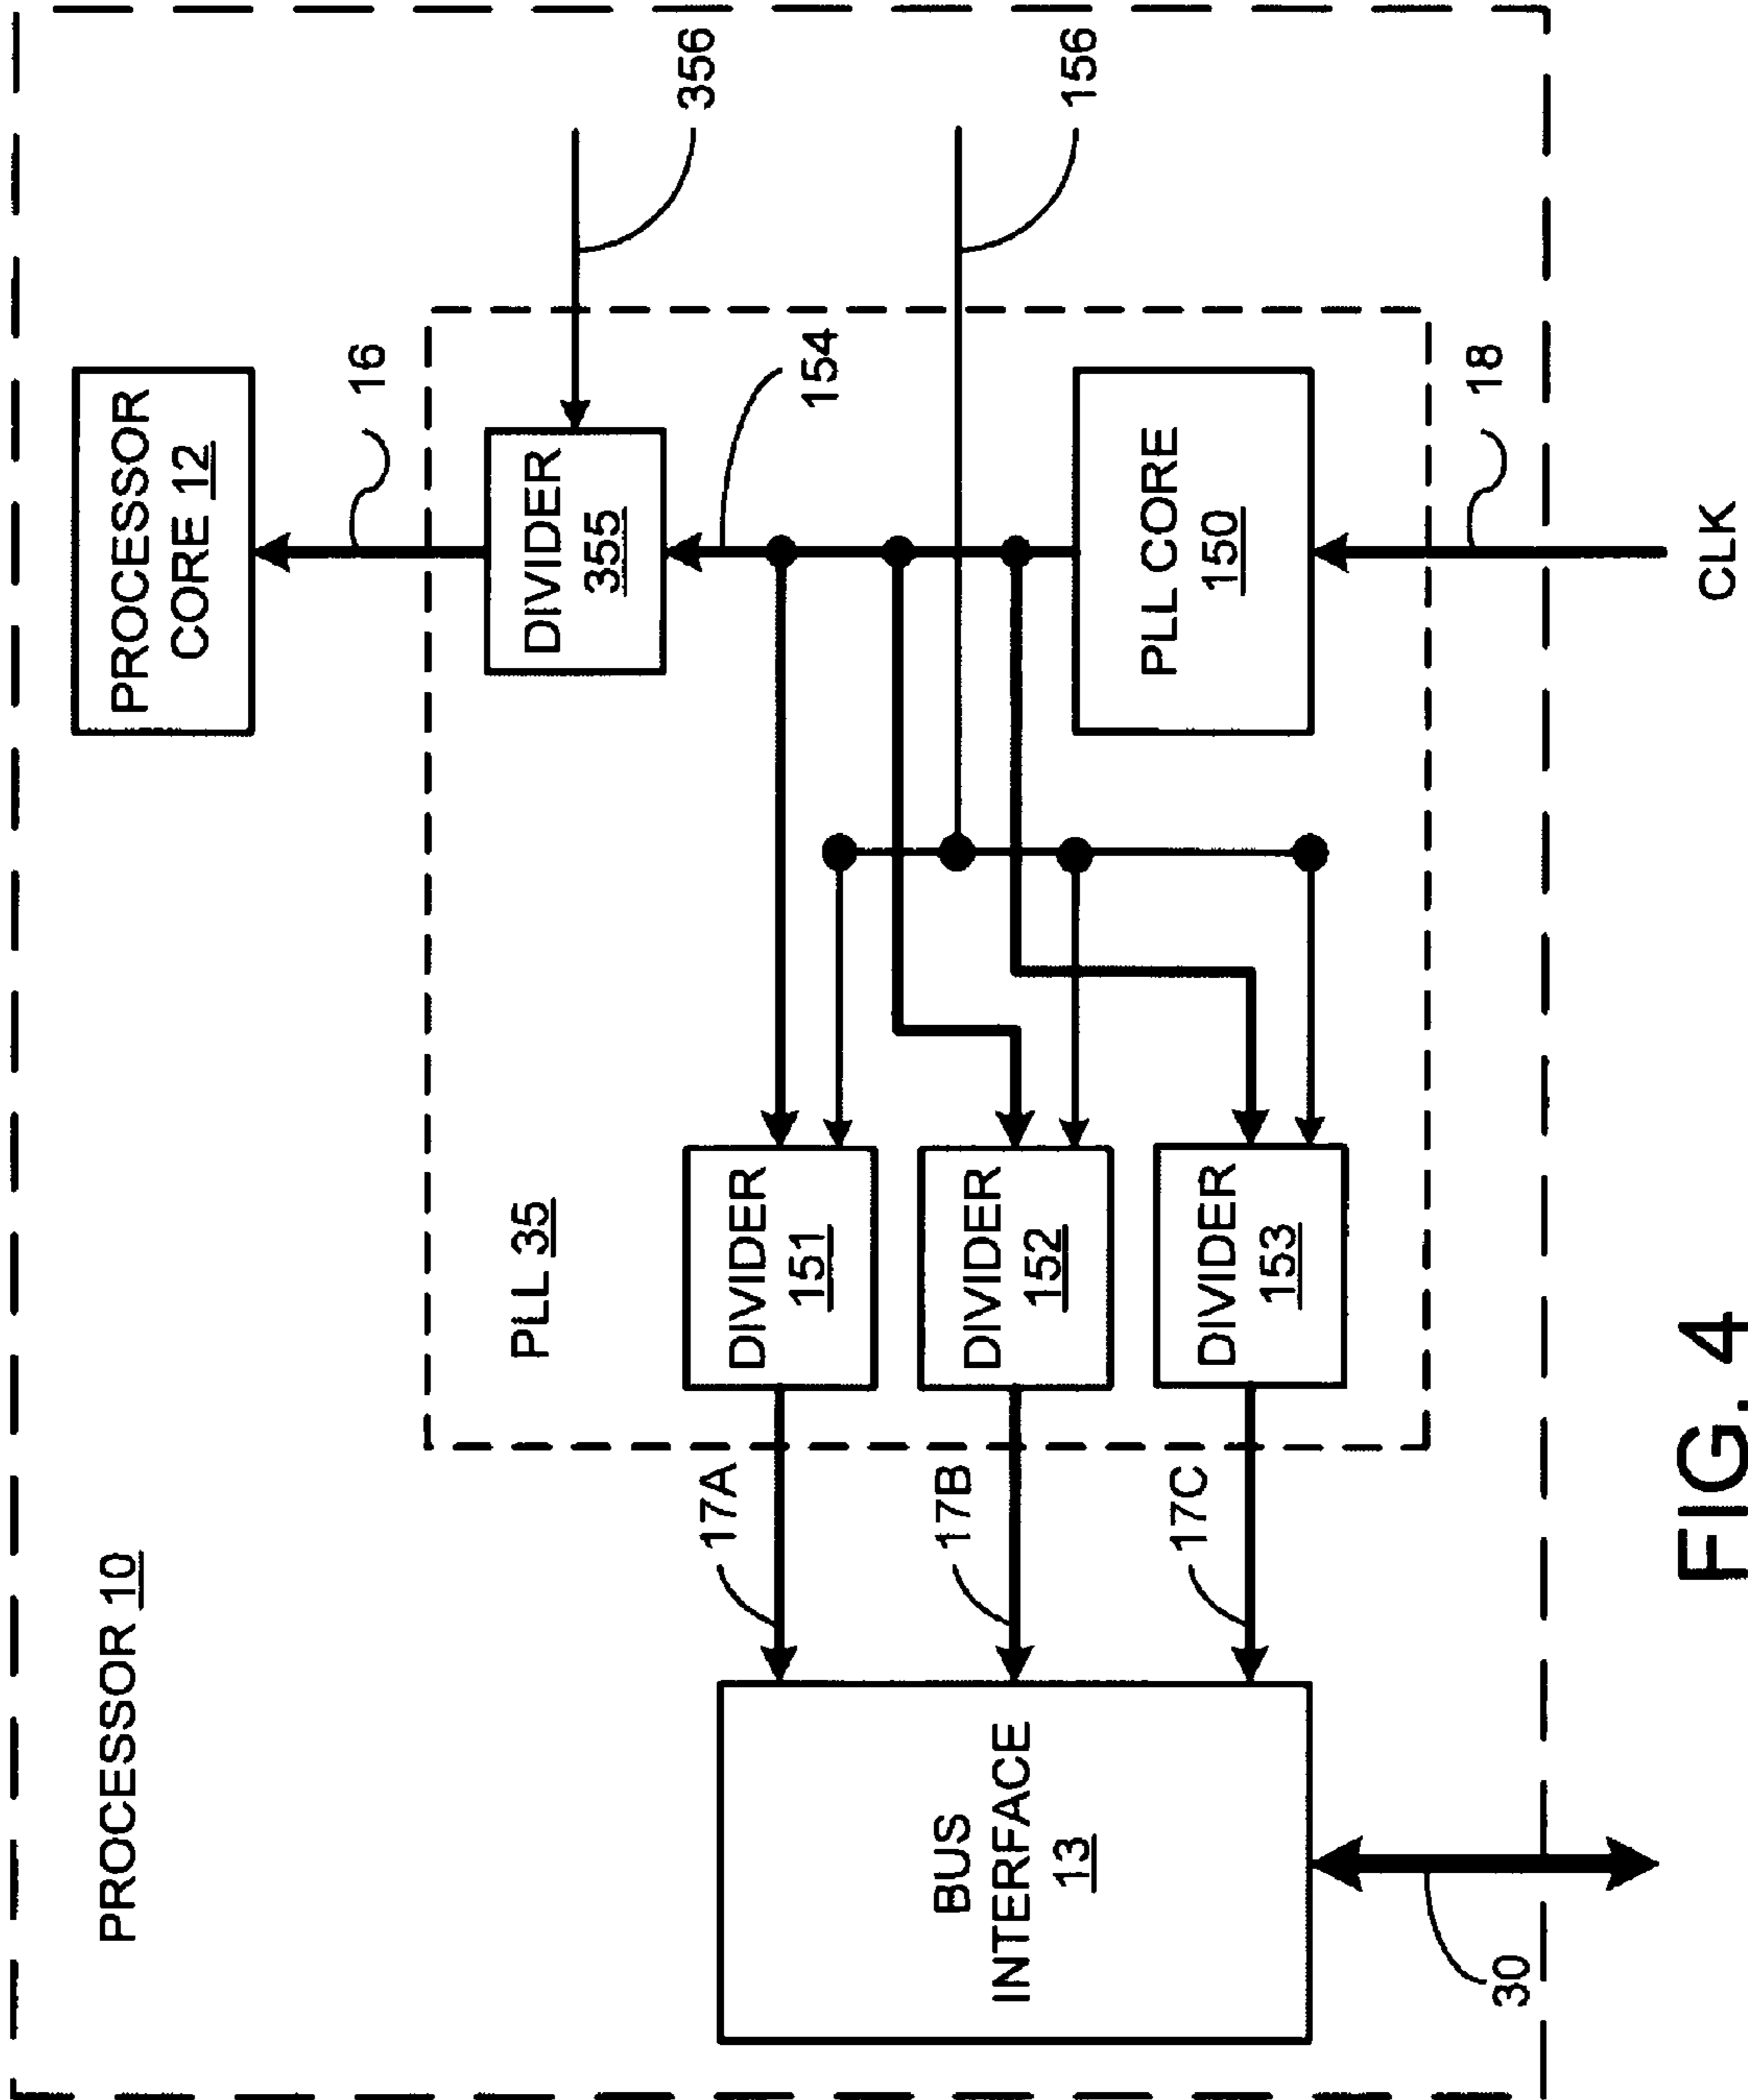 PROCESSOR 10
PROCESSOR
CORE 12
16
356
PLL 35
DIVIDER
355
154
156
17A
DIVIDER
151
17B
DIVIDER
152
17C
DIVIDER
153
BUS
INTERFACE
13
PLL CORE
150
18
30
CLK
FIG. 4